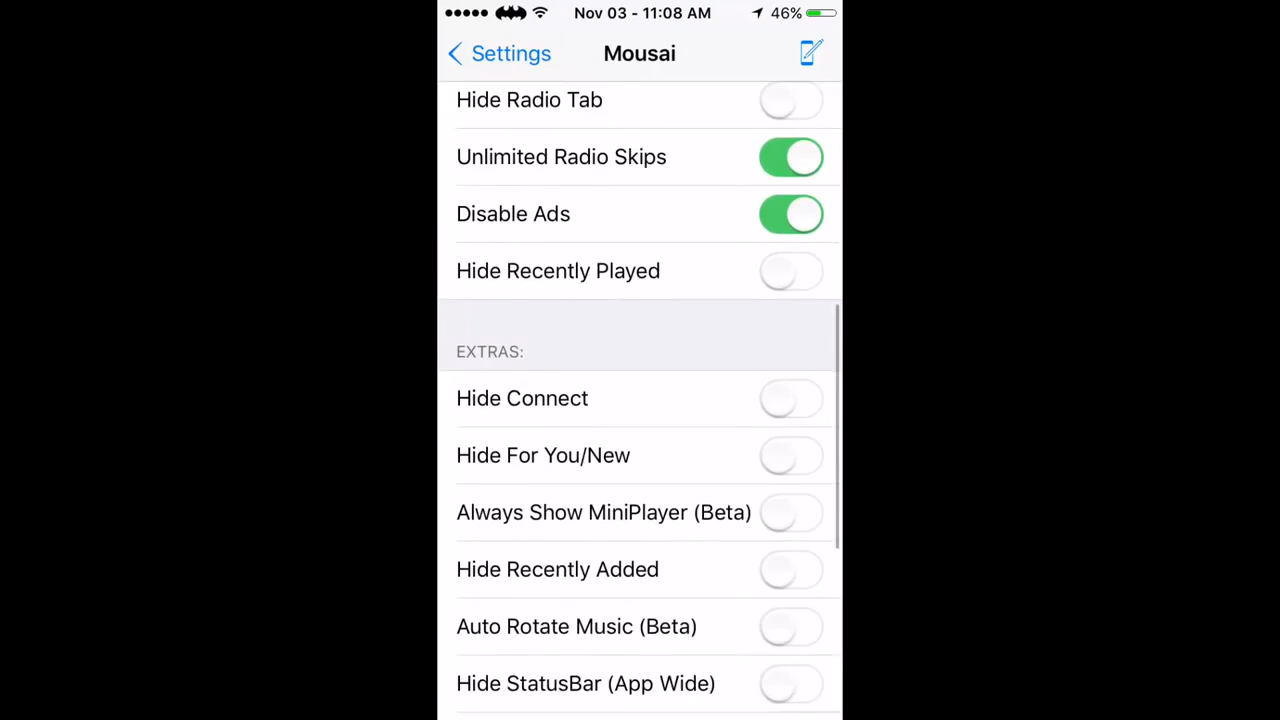 Nov 03 - 11:08 AM 46%
Settings Mousai
Hide Radio Tab
Unlimited Radio Skips
Disable Ads
Hide Recently Played
EXTRAS:
Hide Connect
Hide For You/New
Always Show MiniPlayer (Beta)
Hide Recently Added
Auto Rotate Music (Beta)
Hide StatusBar (App Wide)